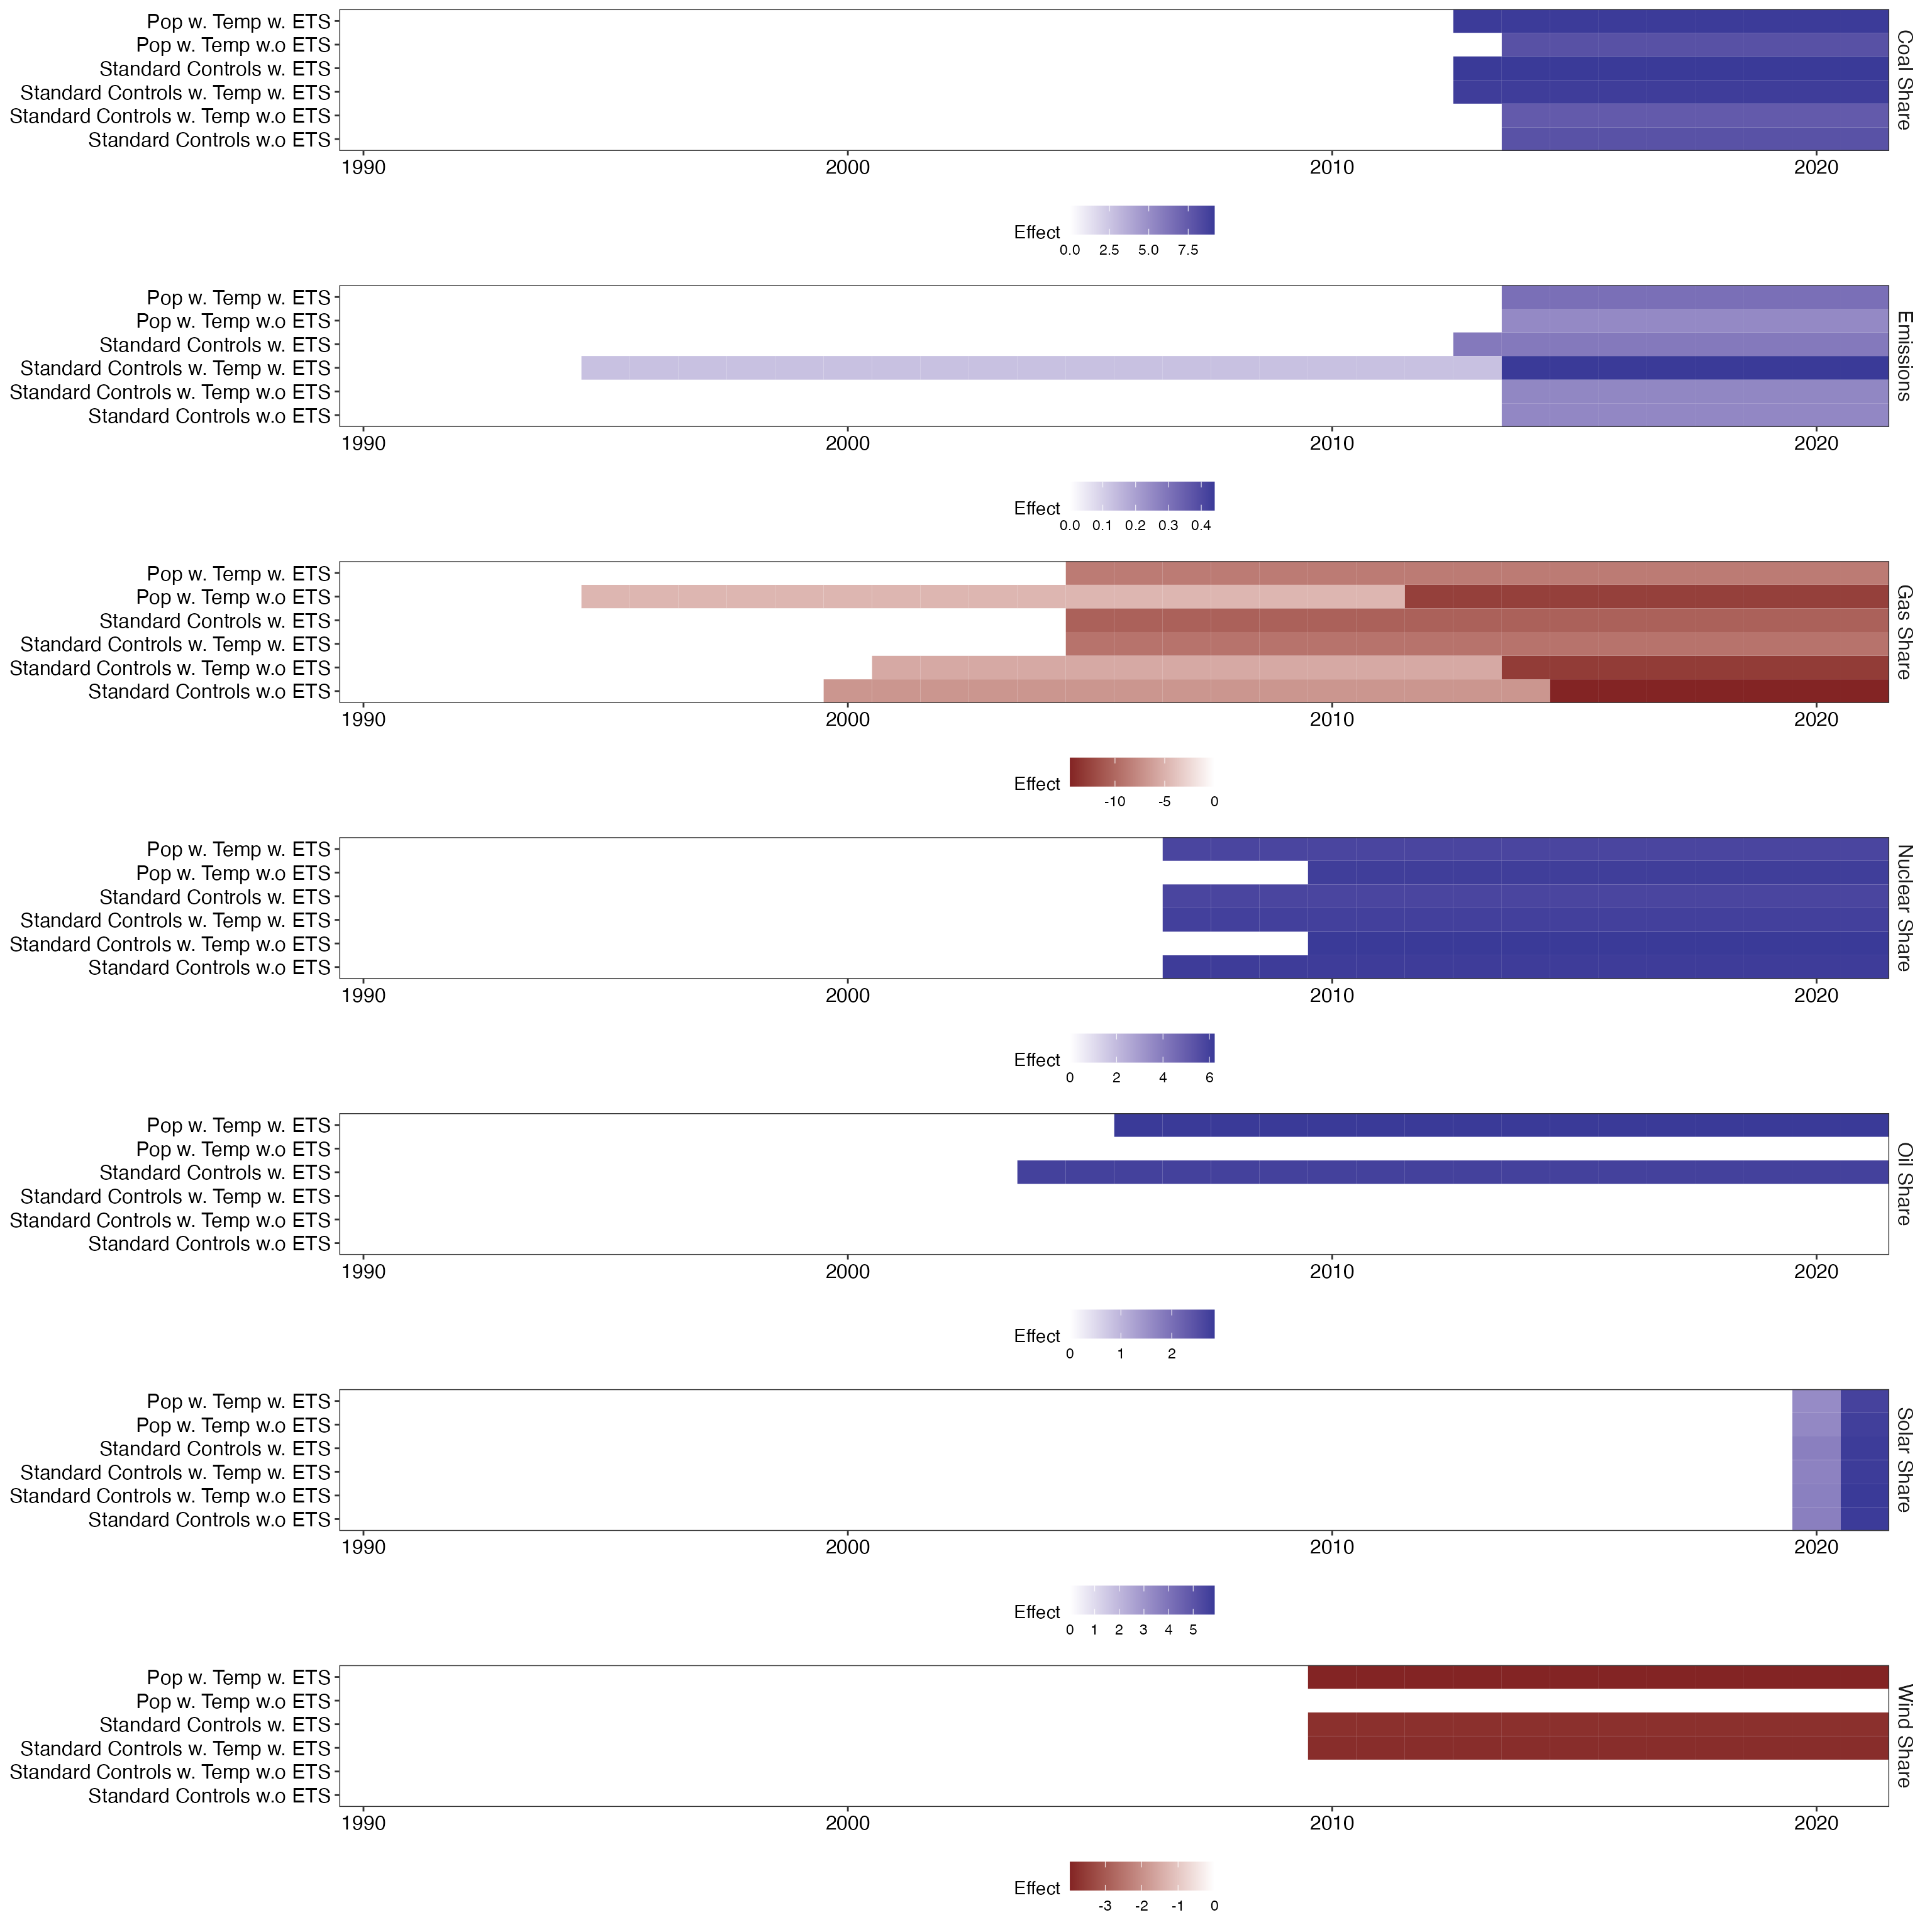 Pop w. Temp w. ETS
Pop w. Temp w.o ETS
Standard Controls w. ETS
Standard Controls w. Temp w. ETS
Standard Controls w. Temp w.o ETS
Standard Controls w.o ETS
Coal Share
1990 2000 2010 2020
Effect
0.0 2.5 5.0 7.5
Pop w. Temp w. ETS
Pop w. Temp w.o ETS
Standard Controls w. ETS
Standard Controls w. Temp w. ETS
Standard Controls w. Temp w.o ETS
Standard Controls w.o ETS
Emissions
1990 2000 2010 2020
Effect
0.0 0.1 0.2 0.3 0.4
Pop w. Temp w. ETS
Pop w. Temp w.o ETS
Standard Controls w. ETS
Standard Controls w. Temp w. ETS
Standard Controls w. Temp w.o ETS
Standard Controls w.o ETS
Gas Share
1990 2000 2010 2020
Effect
-10 -5 0
Pop w. Temp w. ETS
Pop w. Temp w.o ETS
Standard Controls w. ETS
Standard Controls w. Temp w. ETS
Standard Controls w. Temp w.o ETS
Standard Controls w.o ETS
Nuclear Share
1990 2000 2010 2020
Effect
0 2 4 6
Pop w. Temp w. ETS
Pop w. Temp w.o ETS
Standard Controls w. ETS
Standard Controls w. Temp w. ETS
Standard Controls w. Temp w.o ETS
Standard Controls w.o ETS
Oil Share
1990 2000 2010 2020
Effect
0 1 2
Pop w. Temp w. ETS
Pop w. Temp w.o ETS
Standard Controls w. ETS
Standard Controls w. Temp w. ETS
Standard Controls w. Temp w.o ETS
Standard Controls w.o ETS
Solar Share
1990 2000 2010 2020
Effect
0 1 2 3 4 5
Pop w. Temp w. ETS
Pop w. Temp w.o ETS
Standard Controls w. ETS
Standard Controls w. Temp w. ETS
Standard Controls w. Temp w.o ETS
Standard Controls w.o ETS
Wind Share
1990 2000 2010 2020
Effect
-3 -2 -1 0